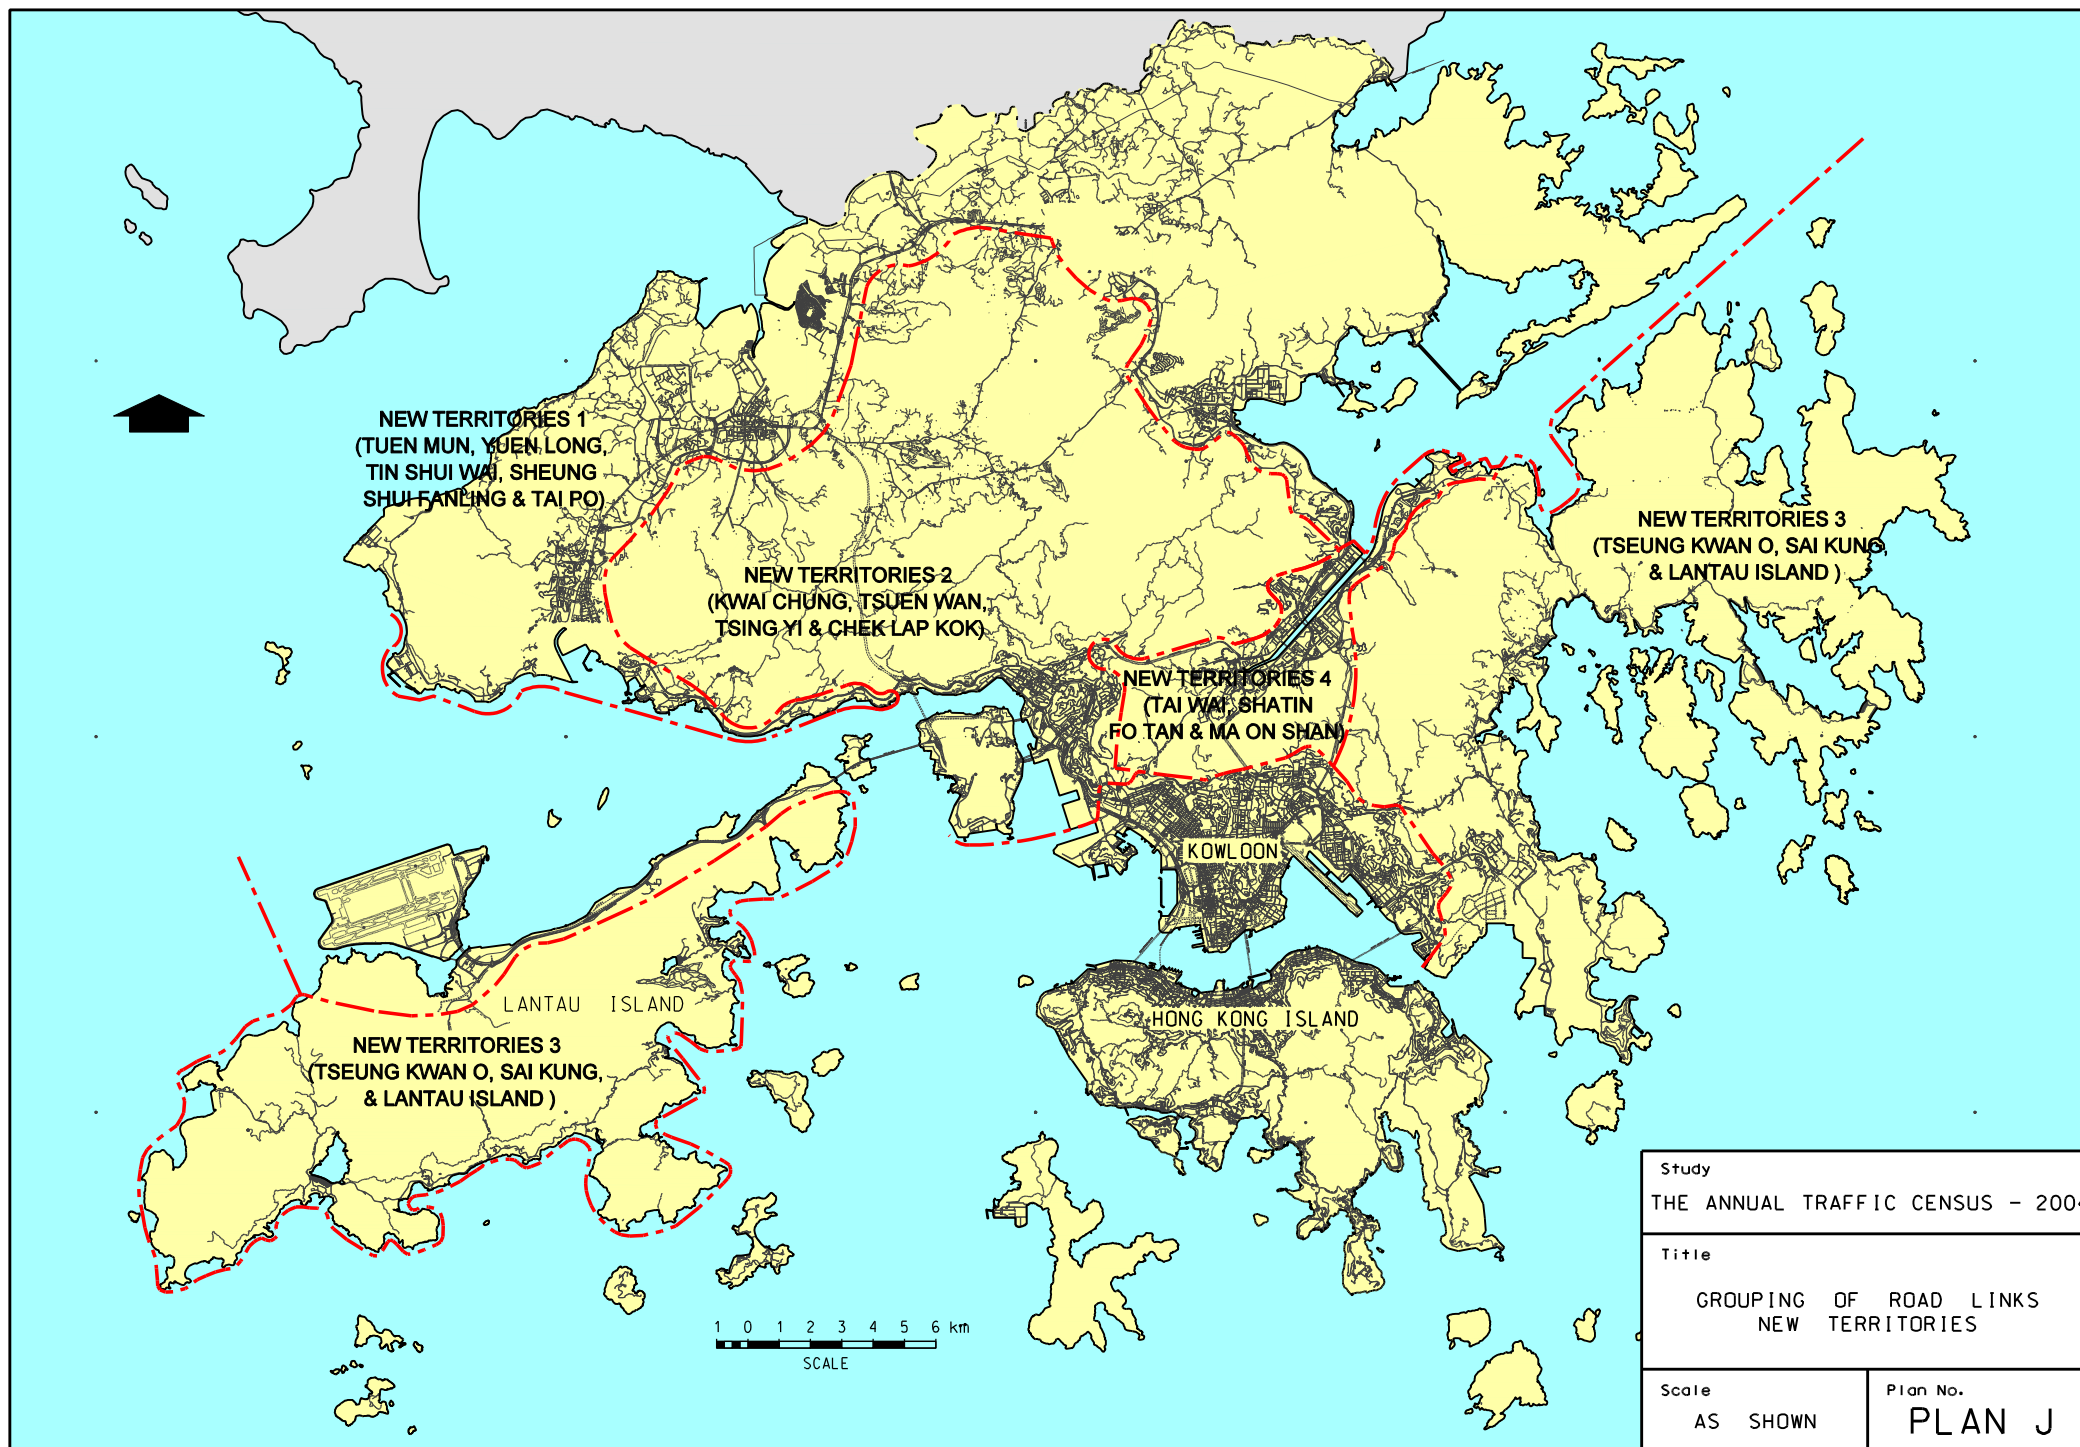 NEW TERRITORIES 1
(TUEN MUN, YUEN LONG,
TIN SHUI WAI, SHEUNG
SHUI FANLING & TAI PO)
NEW TERRITORIES 2
(KWAI CHUNG, TSUEN WAN,
TSING YI & CHEK LAP KOK)
NEW TERRITORIES 3
(TSEUNG KWAN O, SAI KUNG,
& LANTAU ISLAND )
NEW TERRITORIES 4
(TAI WAI, SHATIN
FO TAN & MA ON SHAN)
KOWLOON
LANTAU ISLAND
HONG KONG ISLAND
NEW TERRITORIES 3
(TSEUNG KWAN O, SAI KUNG,
& LANTAU ISLAND )
1 0 1 2 3 4 5 6 km
SCALE
Study
THE ANNUAL TRAFFIC CENSUS - 2004
Title
GROUPING OF ROAD LINKS
NEW TERRITORIES
Scale
AS SHOWN
Plan No.
PLAN J